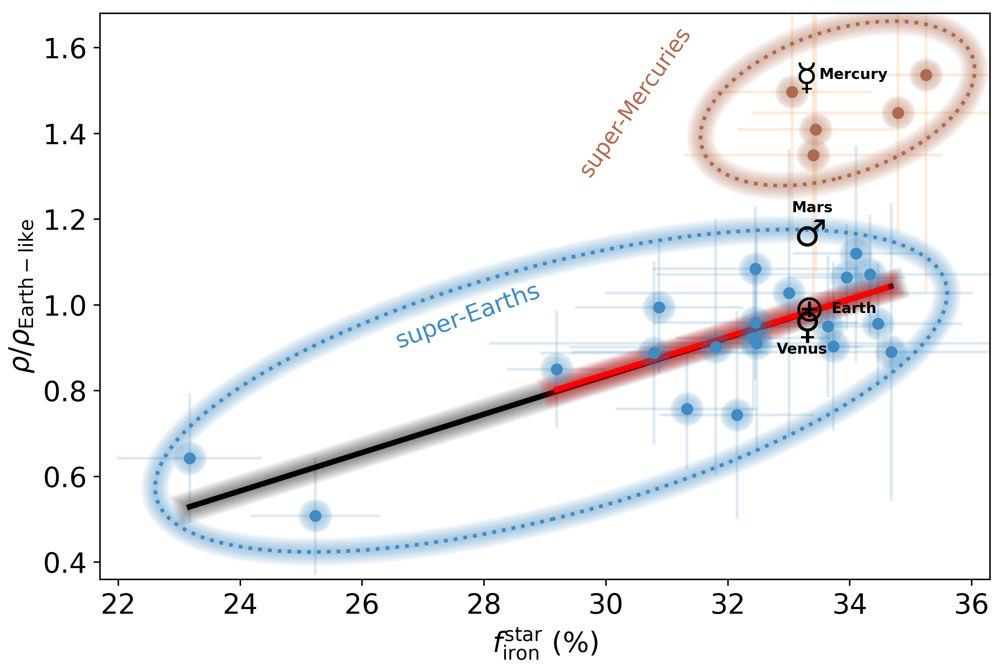 ρ/ρEarth−like
1.6
1.4
1.2
1.0
0.8
0.6
0.4
super-Mercuries
☿ Mercury
Mars
♂
super-Earths
⊕ Earth
♀
Venus
22 24 26 28 30 32 34 36
f star iron (%)